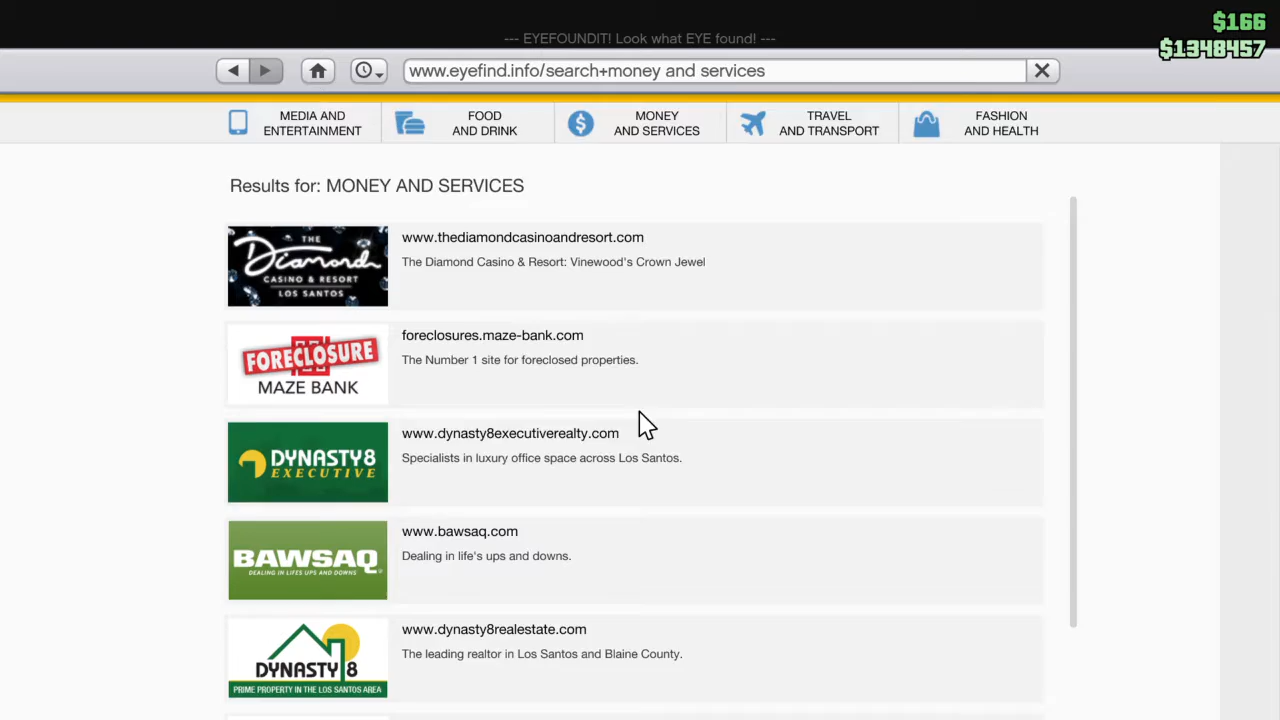 $166
$1348457
--- EYEFOUNDIT! Look what EYE found! ---
www.eyefind.info/search+money and services
MEDIA AND
ENTERTAINMENT
FOOD
AND DRINK
MONEY
AND SERVICES
TRAVEL
AND TRANSPORT
FASHION
AND HEALTH
Results for: MONEY AND SERVICES
THE
Diamond
CASINO & RESORT
LOS SANTOS
www.thediamondcasinoandresort.com
The Diamond Casino & Resort: Vinewood's Crown Jewel
FORECLOSURE
MAZE BANK
foreclosures.maze-bank.com
The Number 1 site for foreclosed properties.
DYNASTY8
EXECUTIVE
www.dynasty8executiverealty.com
Specialists in luxury office space across Los Santos.
BAWSAQ
DEALING IN LIFE'S UPS AND DOWNS
www.bawsaq.com
Dealing in life's ups and downs.
DYNASTY 8
PRIME PROPERTY IN THE LOS SANTOS AREA
www.dynasty8realestate.com
The leading realtor in Los Santos and Blaine County.